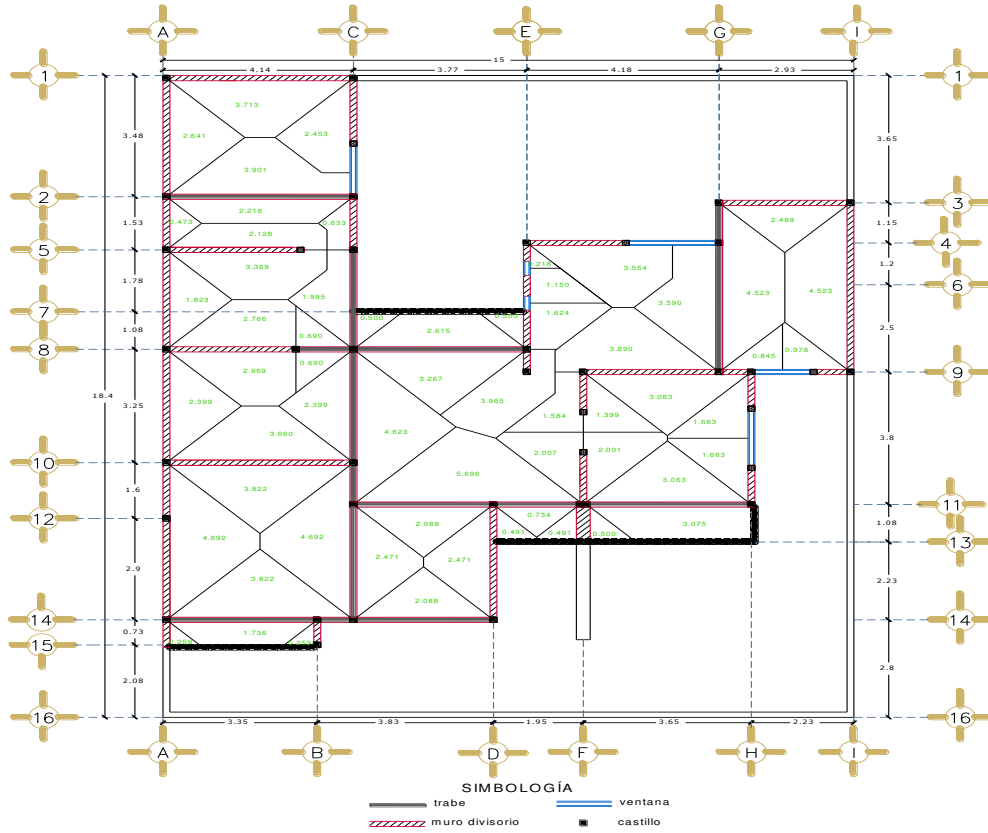 A C E G I
15
4.14 3.77 4.18 2.93
1 1
3.713
3.48 2.641 2.453 3.65
3.901
2 3
2.216 2.489
1.53 0.473 0.633 1.15
2.128
5 4
3.369 3.554
1.78 1.150 1.2
6
1.823 1.985 3.590 4.523 4.523
7 0.500 1.624
2.766 2.615 2.5
1.08 0.690
8 3.890 0.845 0.978
2.969 0.690
3.267 9
18.4 3.25 2.399 2.399 3.965 3.063
1.584 1.399 1.663
3.660 4.623 3.8
2.007 2.001 1.663
10
5.696
1.6 3.822 3.063
11
12 2.088 0.734 3.075 1.08
4.692 4.692 0.491 0.491 0.500
13
2.471 2.471
2.9 3.822 2.088 2.23
14 14
0.73 1.736
15
2.08 2.8
16 16
3.35 3.83 1.95 3.65 2.23
A B D F H I
SIMBOLOGÍA
trabe ventana
muro divisorio castillo